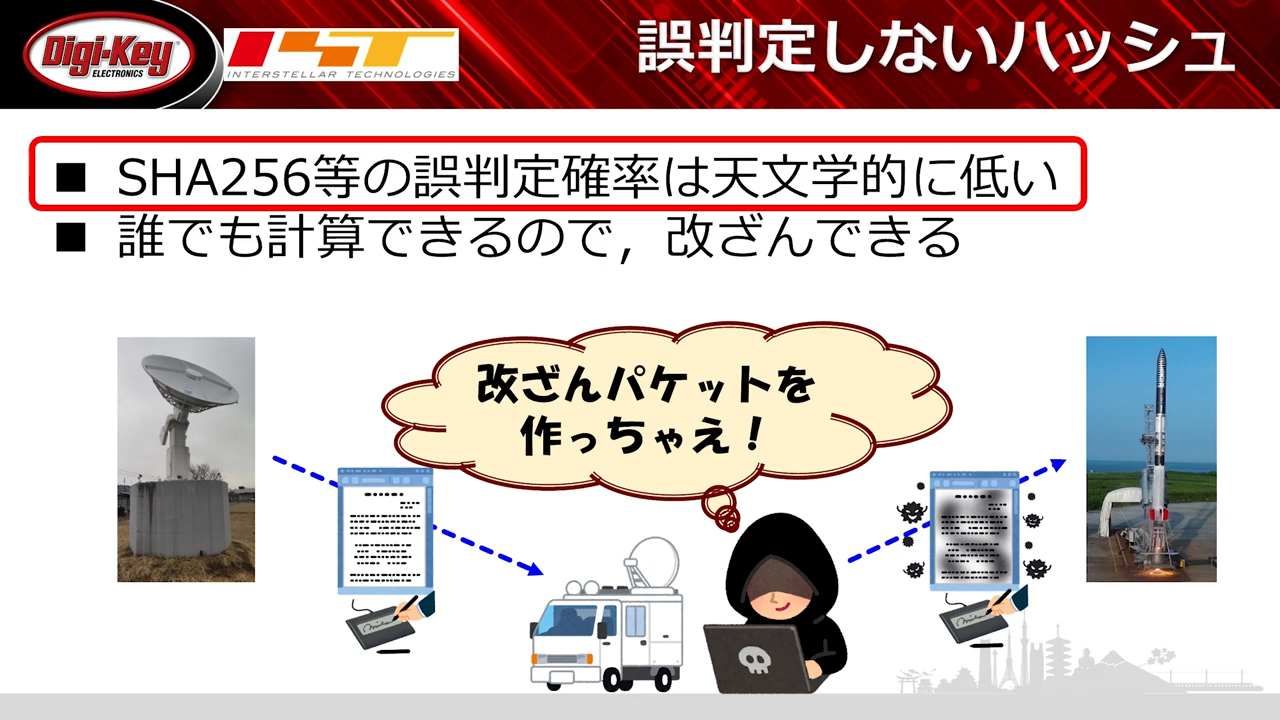 Digi-Key
ELECTRONICS
IST
INTERSTELLAR TECHNOLOGIES
誤判定しないハッシュ
■ SHA256等の誤判定確率は天文学的に低い
■ 誰でも計算できるので，改ざんできる
改ざんパケットを
作っちゃえ！